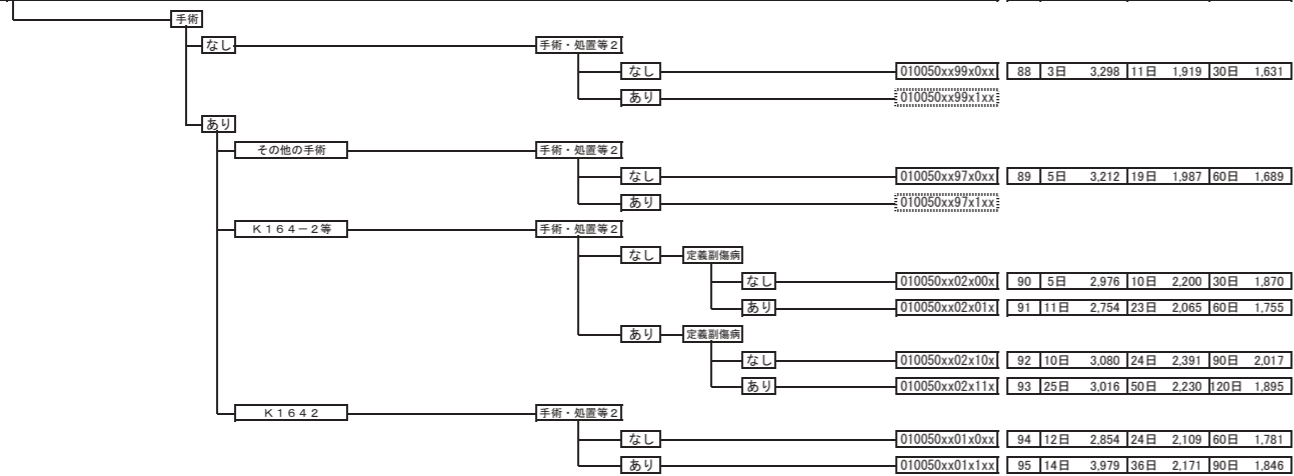 手術
なし 手術・処置等2
なし 010050xx99x0xx 88 3日 3,298 11日 1,919 30日 1,631
あり 010050xx99x1xx
あり
その他の手術 手術・処置等2
なし 010050xx97x0xx 89 5日 3,212 19日 1,987 60日 1,689
あり 010050xx97x1xx
K164-2等 手術・処置等2
なし 定義副傷病
なし 010050xx02x00x 90 5日 2,976 10日 2,200 30日 1,870
あり 010050xx02x01x 91 11日 2,754 23日 2,065 60日 1,755
あり 定義副傷病
なし 010050xx02x10x 92 10日 3,080 24日 2,391 90日 2,017
あり 010050xx02x11x 93 25日 3,016 50日 2,230 120日 1,895
K1642 手術・処置等2
なし 010050xx01x0xx 94 12日 2,854 24日 2,109 60日 1,781
あり 010050xx01x1xx 95 14日 3,979 36日 2,171 90日 1,846